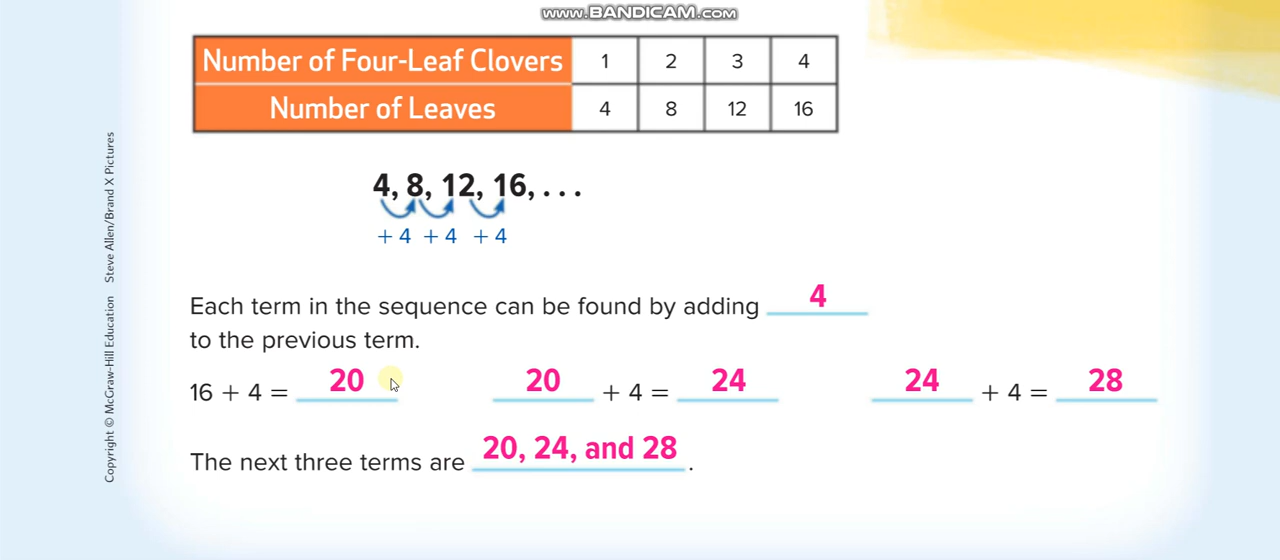 www.BANDICAM.com
Number of Four-Leaf Clovers 1 2 3 4
Number of Leaves 4 8 12 16
4, 8, 12, 16, . . .
+ 4 + 4 + 4
Each term in the sequence can be found by adding 4
to the previous term.
16 + 4 = 20 20 + 4 = 24 24 + 4 = 28
The next three terms are 20, 24, and 28 .
Copyright © McGraw-Hill Education Steve Allen/Brand X Pictures